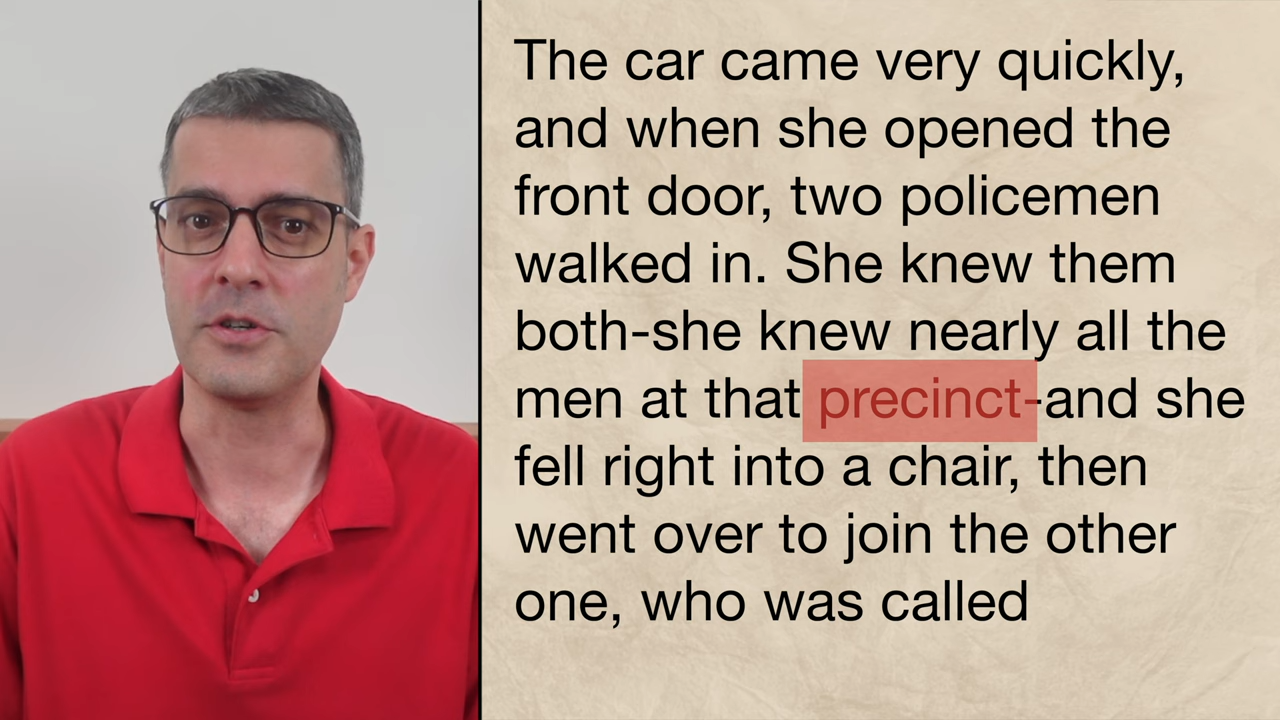 The car came very quickly,
and when she opened the
front door, two policemen
walked in. She knew them
both-she knew nearly all the
men at that precinct-and she
fell right into a chair, then
went over to join the other
one, who was called